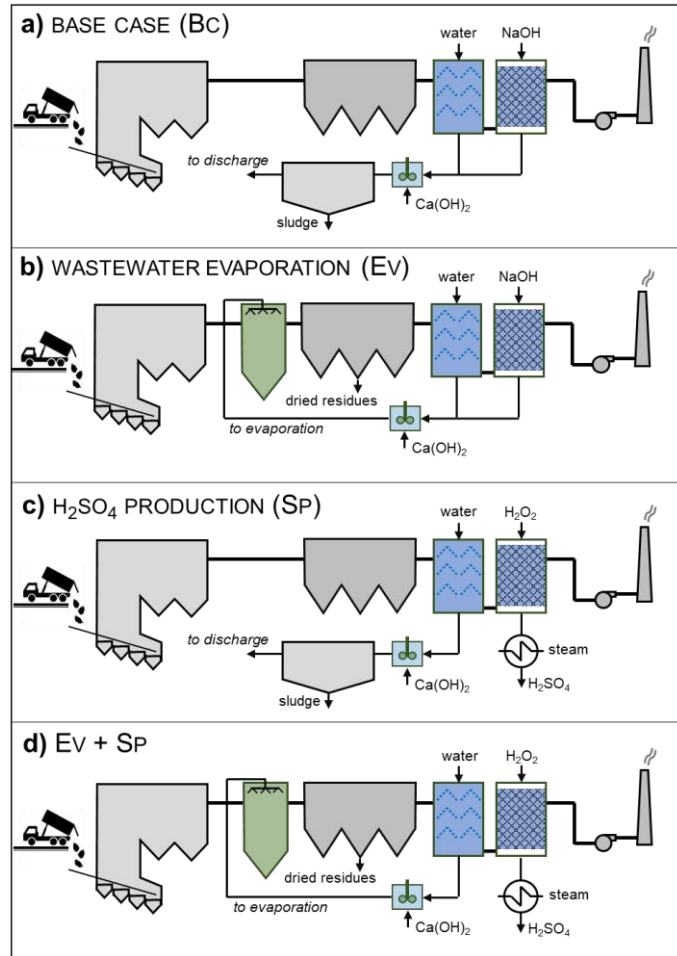 a) BASE CASE (BC)
water
NaOH
to discharge
Ca(OH)₂
sludge
b) WASTEWATER EVAPORATION (EV)
water
NaOH
dried residues
to evaporation
Ca(OH)₂
c) H₂SO₄ PRODUCTION (SP)
water
H₂O₂
to discharge
steam
Ca(OH)₂
H₂SO₄
sludge
d) EV + SP
water
H₂O₂
dried residues
steam
to evaporation
Ca(OH)₂
H₂SO₄